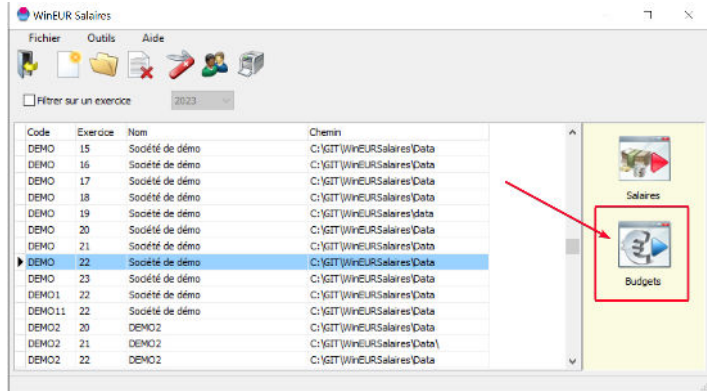 WinEUR Salaires
Fichier Outils Aide
Filtrer sur un exercice 2023
Code Exercice Nom Chemin
DEMO 15 Société de démo C:\GIT\WinEURSalaires\Data
DEMO 16 Société de démo C:\GIT\WinEURSalaires\Data
DEMO 17 Société de démo C:\GIT\WinEURSalaires\Data
DEMO 18 Société de démo C:\GIT\WinEURSalaires\Data
DEMO 19 Société de démo C:\GIT\WinEURSalaires\data
DEMO 20 Société de démo C:\GIT\WinEURSalaires\Data
DEMO 21 Société de démo C:\GIT\WinEURSalaires\Data
DEMO 22 Société de démo C:\GIT\WinEURSalaires\Data
DEMO 23 Société de démo C:\GIT\WinEURSalaires\Data
DEMO1 22 Société de démo C:\GIT\WinEURSalaires\Data
DEMO11 22 Société de démo C:\GIT\WinEURSalaires\Data
DEMO2 20 DEMO2 C:\GIT\WinEURSalaires\Data
DEMO2 21 DEMO2 C:\GIT\WinEURSalaires\Data\
DEMO2 22 DEMO2 C:\GIT\WinEURSalaires\Data
Salaires
Budgets